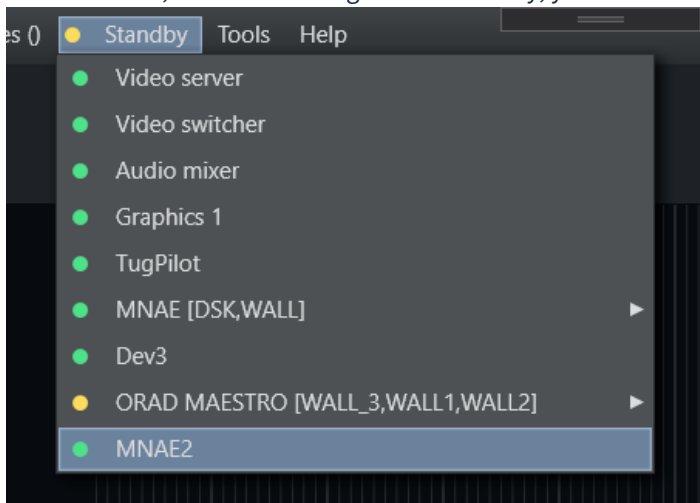 es () Standby Tools Help
Video server
Video switcher
Audio mixer
Graphics 1
TugPilot
MNAE [DSK,WALL]
Dev3
ORAD MAESTRO [WALL_3,WALL1,WALL2]
MNAE2